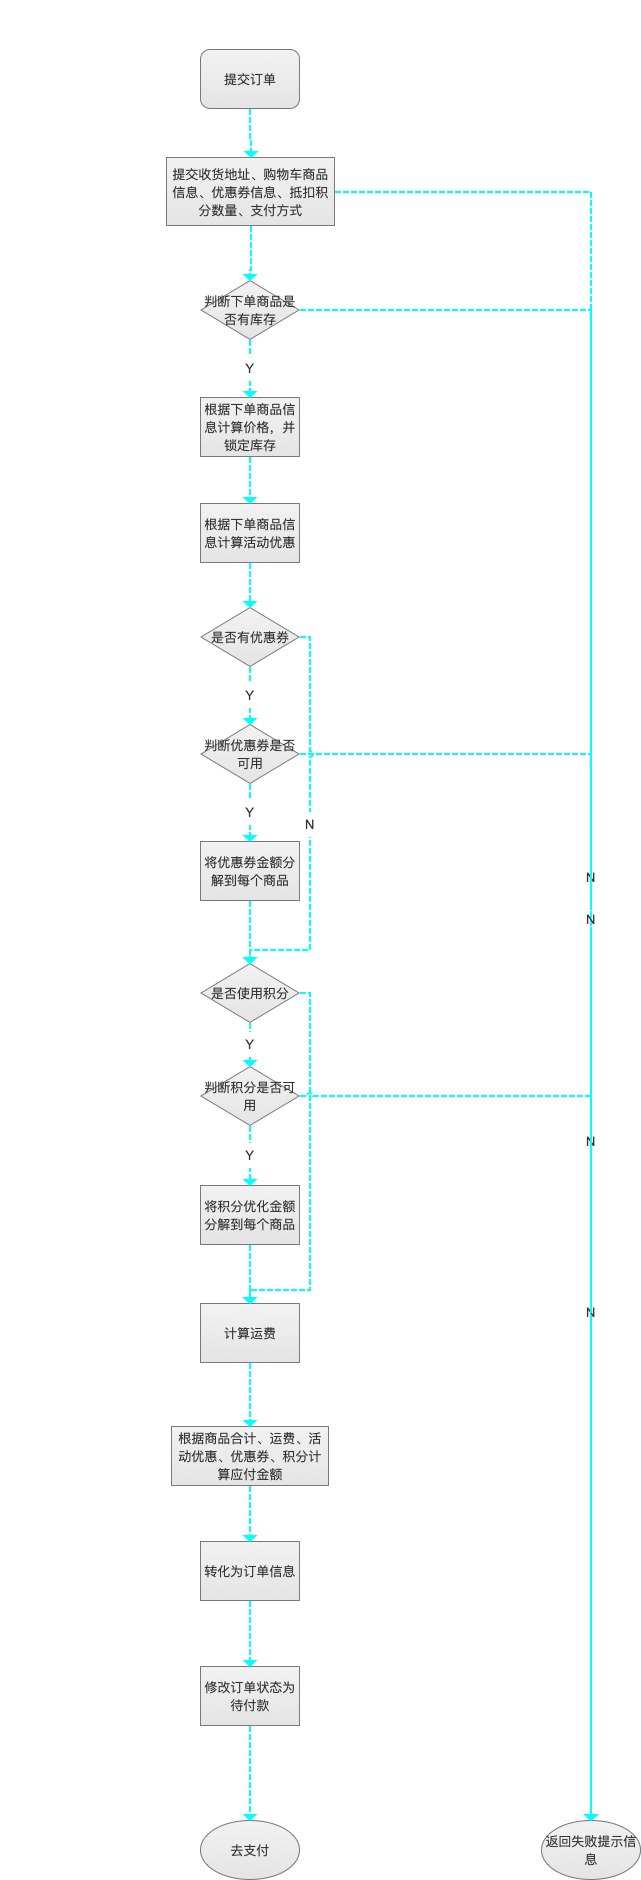 提交订单
提交收货地址、购物车商品
信息、优惠券信息、抵扣积
分数量、支付方式
判断下单商品是
否有库存
Y
根据下单商品信
息计算价格，并
锁定库存
根据下单商品信
息计算活动优惠
是否有优惠券
Y
判断优惠券是否
可用
Y
N
将优惠券金额分
解到每个商品
N
N
是否使用积分
Y
判断积分是否可
用
N
Y
将积分优化金额
分解到每个商品
N
计算运费
根据商品合计、运费、活
动优惠、优惠券、积分计
算应付金额
转化为订单信息
修改订单状态为
待付款
去支付
返回失败提示信
息